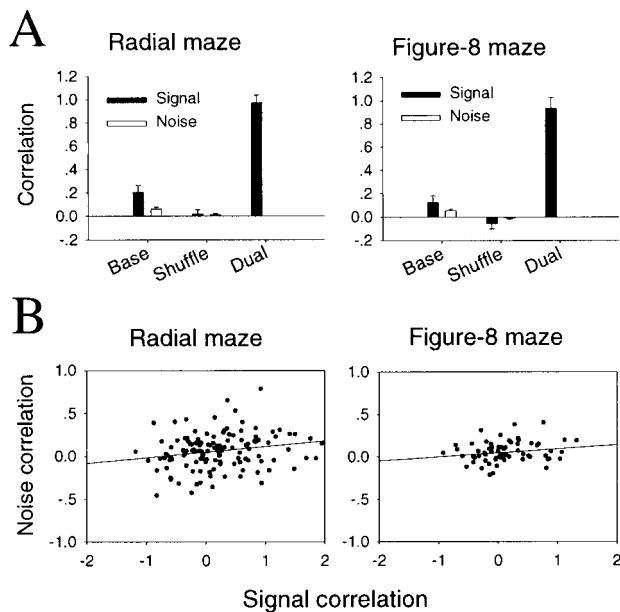 A
Radial maze
Figure-8 maze
Correlation
1.2
1.0
.8
.6
.4
.2
0.0
-.2
Signal
Noise
Base
Shuffle
Dual
1.2
1.0
.8
.6
.4
.2
0.0
-.2
Signal
Noise
Base
Shuffle
Dual
B
Radial maze
Figure-8 maze
Noise correlation
1.0
.5
0.0
-.5
-1.0
-2
-1
0
1
2
1.0
.5
0.0
-.5
-1.0
-2
-1
0
1
2
Signal correlation